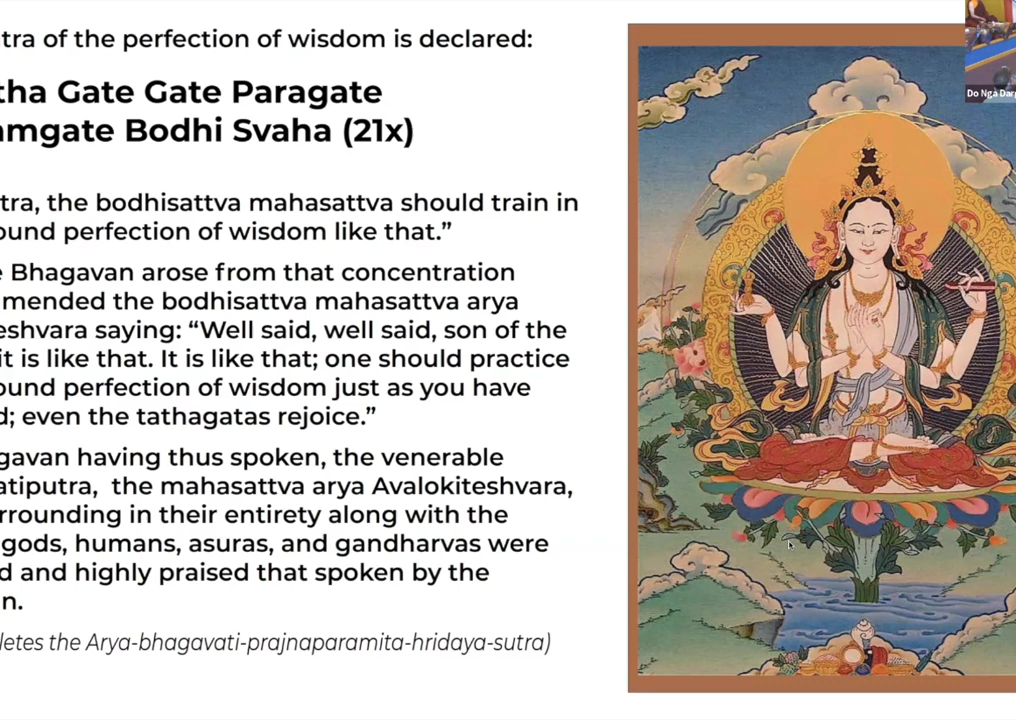 tra of the perfection of wisdom is declared:
tha Gate Gate Paragate
amgate Bodhi Svaha (21x)
tra, the bodhisattva mahasattva should train in
ound perfection of wisdom like that.”
e Bhagavan arose from that concentration
mended the bodhisattva mahasattva arya
eshvara saying: “Well said, well said, son of the
it is like that. It is like that; one should practice
ound perfection of wisdom just as you have
d; even the tathagatas rejoice.”
gavan having thus spoken, the venerable
atiputra, the mahasattva arya Avalokiteshvara,
rrounding in their entirety along with the
gods, humans, asuras, and gandharvas were
d and highly praised that spoken by the
n.
letes the Arya-bhagavati-prajnaparamita-hridaya-sutra)
Do Nga Darg